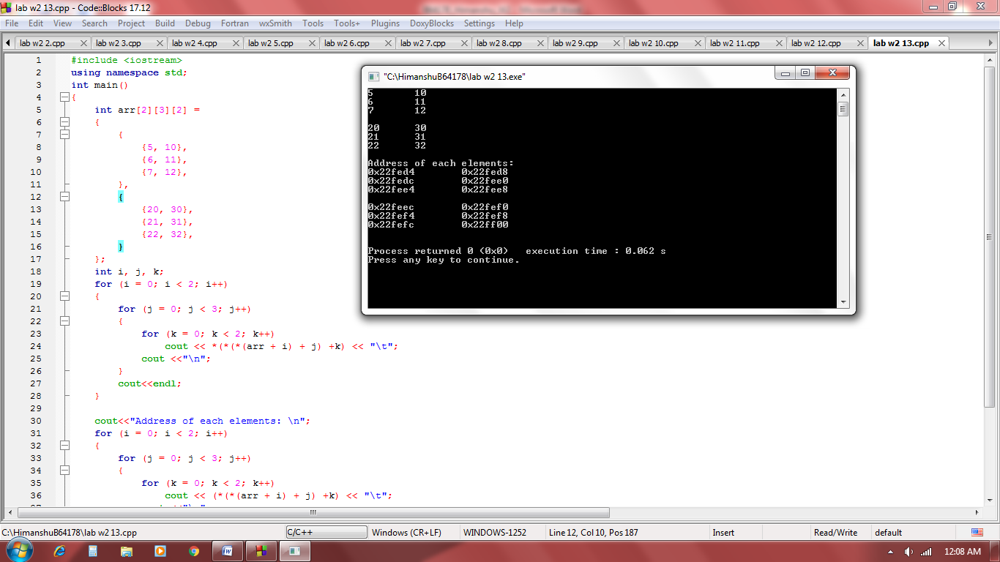 lab w2 13.cpp - Code::Blocks 17.12
File Edit View Search Project Build Debug Fortran wxSmith Tools Tools+ Plugins DoxyBlocks Settings Help
lab w2 2.cpp lab w2 3.cpp lab w2 4.cpp lab w2 5.cpp lab w2 6.cpp lab w2 7.cpp lab w2 8.cpp lab w2 9.cpp lab w2 10.cpp lab w2 11.cpp lab w2 12.cpp lab w2 13.cpp
1 #include <iostream>
2 using namespace std;
3 int main()
4 {
5 int arr[2][3][2] =
6 {
7 {
8 {5, 10},
9 {6, 11},
10 {7, 12},
11 },
12 {
13 {20, 30},
14 {21, 31},
15 {22, 32},
16 }
17 };
18 int i, j, k;
19 for (i = 0; i < 2; i++)
20 {
21 for (j = 0; j < 3; j++)
22 {
23 for (k = 0; k < 2; k++)
24 cout << *(*(*(arr + i) + j) +k) << "\t";
25 cout <<"\n";
26 }
27 cout<<endl;
28 }
29
30 cout<<"Address of each elements: \n";
31 for (i = 0; i < 2; i++)
32 {
33 for (j = 0; j < 3; j++)
34 {
35 for (k = 0; k < 2; k++)
36 cout << (*(*(arr + i) + j) +k) << "\t";
"C:\HimanshuB64178\lab w2 13.exe"
5 10
6 11
7 12
20 30
21 31
22 32
Address of each elements:
0x22fed4 0x22fed8
0x22fedc 0x22fee0
0x22fee4 0x22fee8
0x22feec 0x22fef0
0x22fef4 0x22fef8
0x22fefc 0x22ff00
Process returned 0 (0x0) execution time : 0.062 s
Press any key to continue.
C:\HimanshuB64178\lab w2 13.cpp C/C++ Windows (CR+LF) WINDOWS-1252 Line 12, Col 10, Pos 187 Insert Read/Write default
12:08 AM